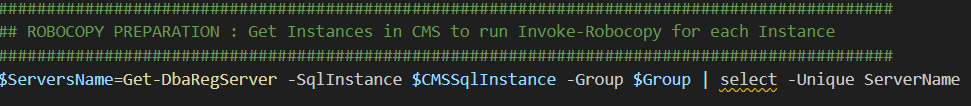 ##########################################################################################
## ROBOCOPY PREPARATION : Get Instances in CMS to run Invoke-Robocopy for each Instance
##########################################################################################
$ServersName=Get-DbaRegServer -SqlInstance $CMSSqlInstance -Group $Group | select -Unique ServerName